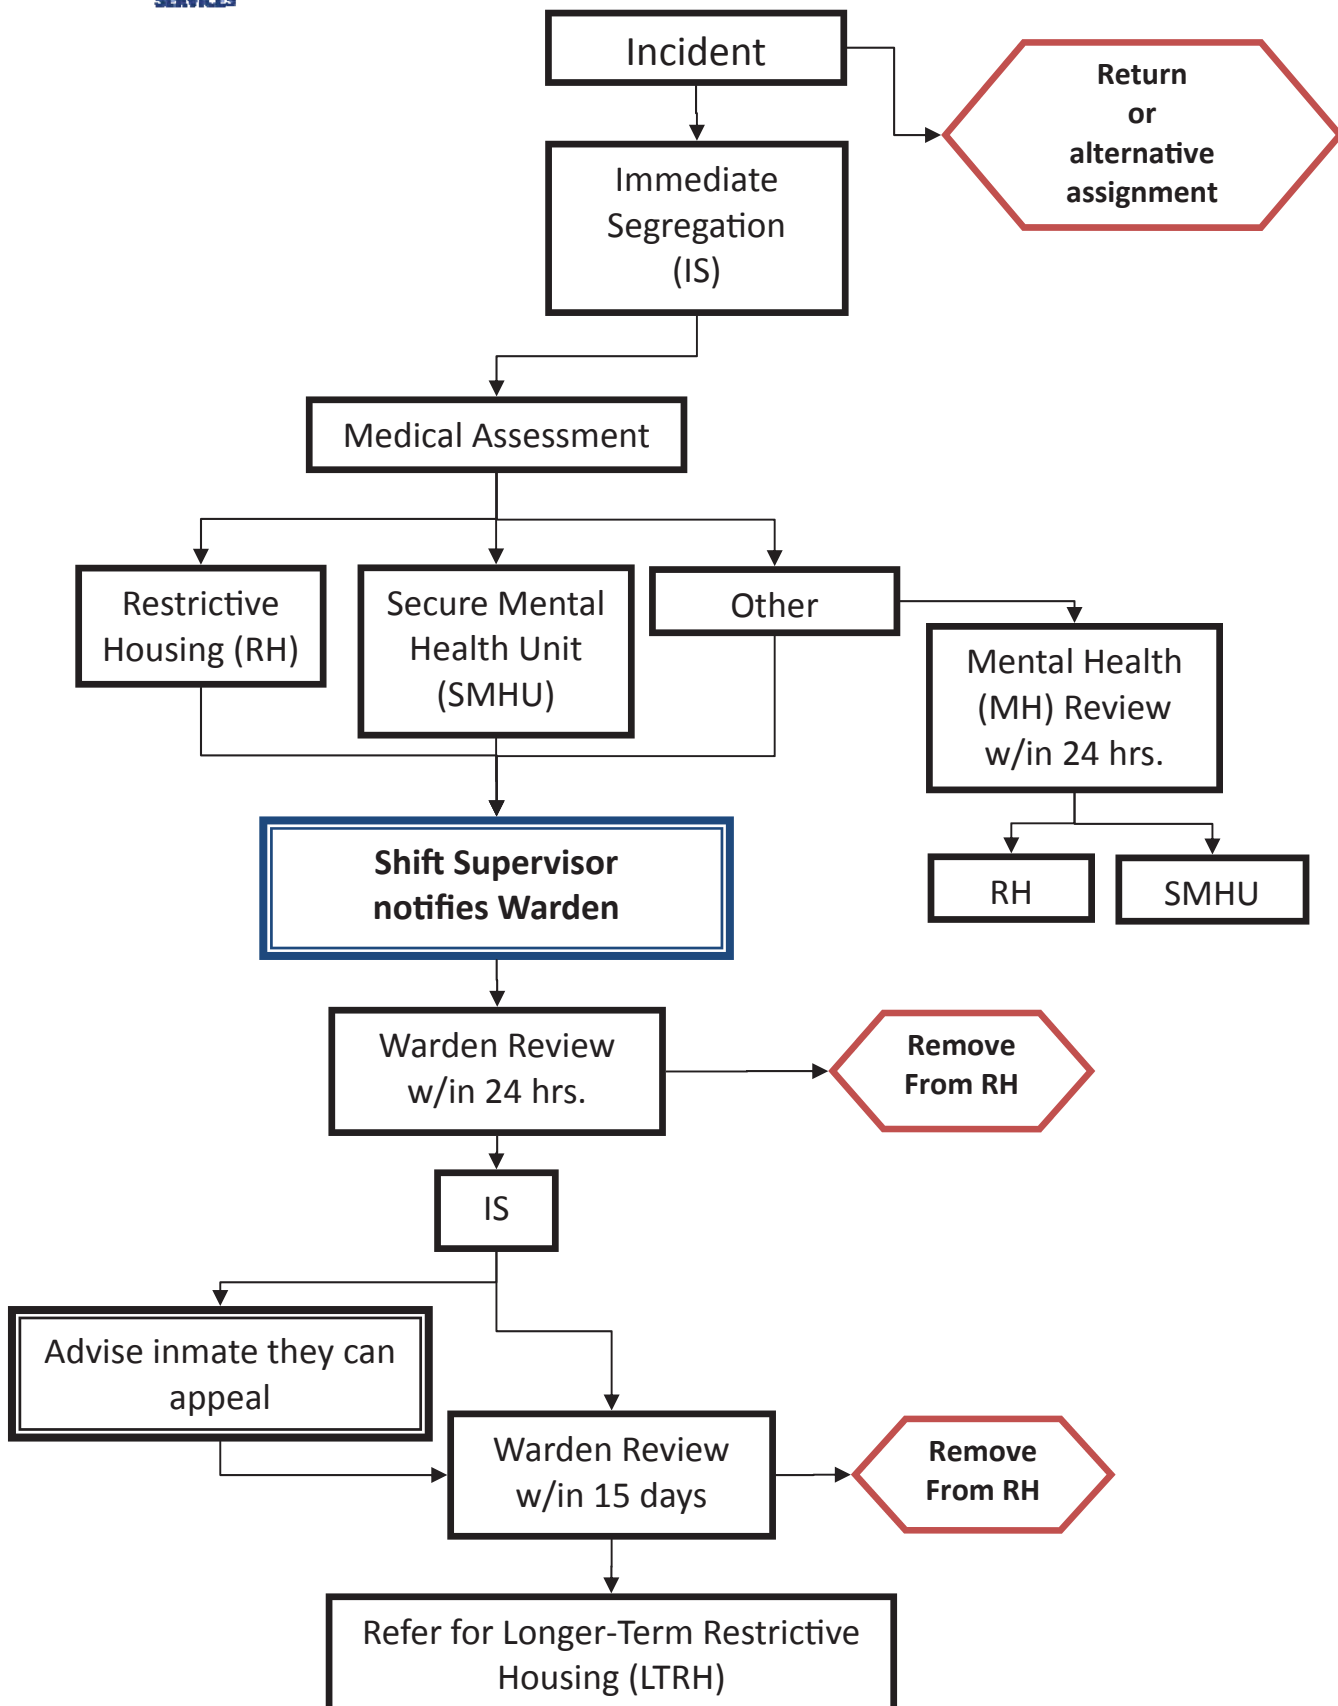 SERVICES
Incident
Return
or
alternative
assignment
Immediate
Segregation
(IS)
Medical Assessment
Restrictive
Housing (RH)
Secure Mental
Health Unit
(SMHU)
Other
Mental Health
(MH) Review
w/in 24 hrs.
RH
SMHU
Shift Supervisor
notifies Warden
Warden Review
w/in 24 hrs.
Remove
From RH
IS
Advise inmate they can
appeal
Warden Review
w/in 15 days
Remove
From RH
Refer for Longer-Term Restrictive
Housing (LTRH)